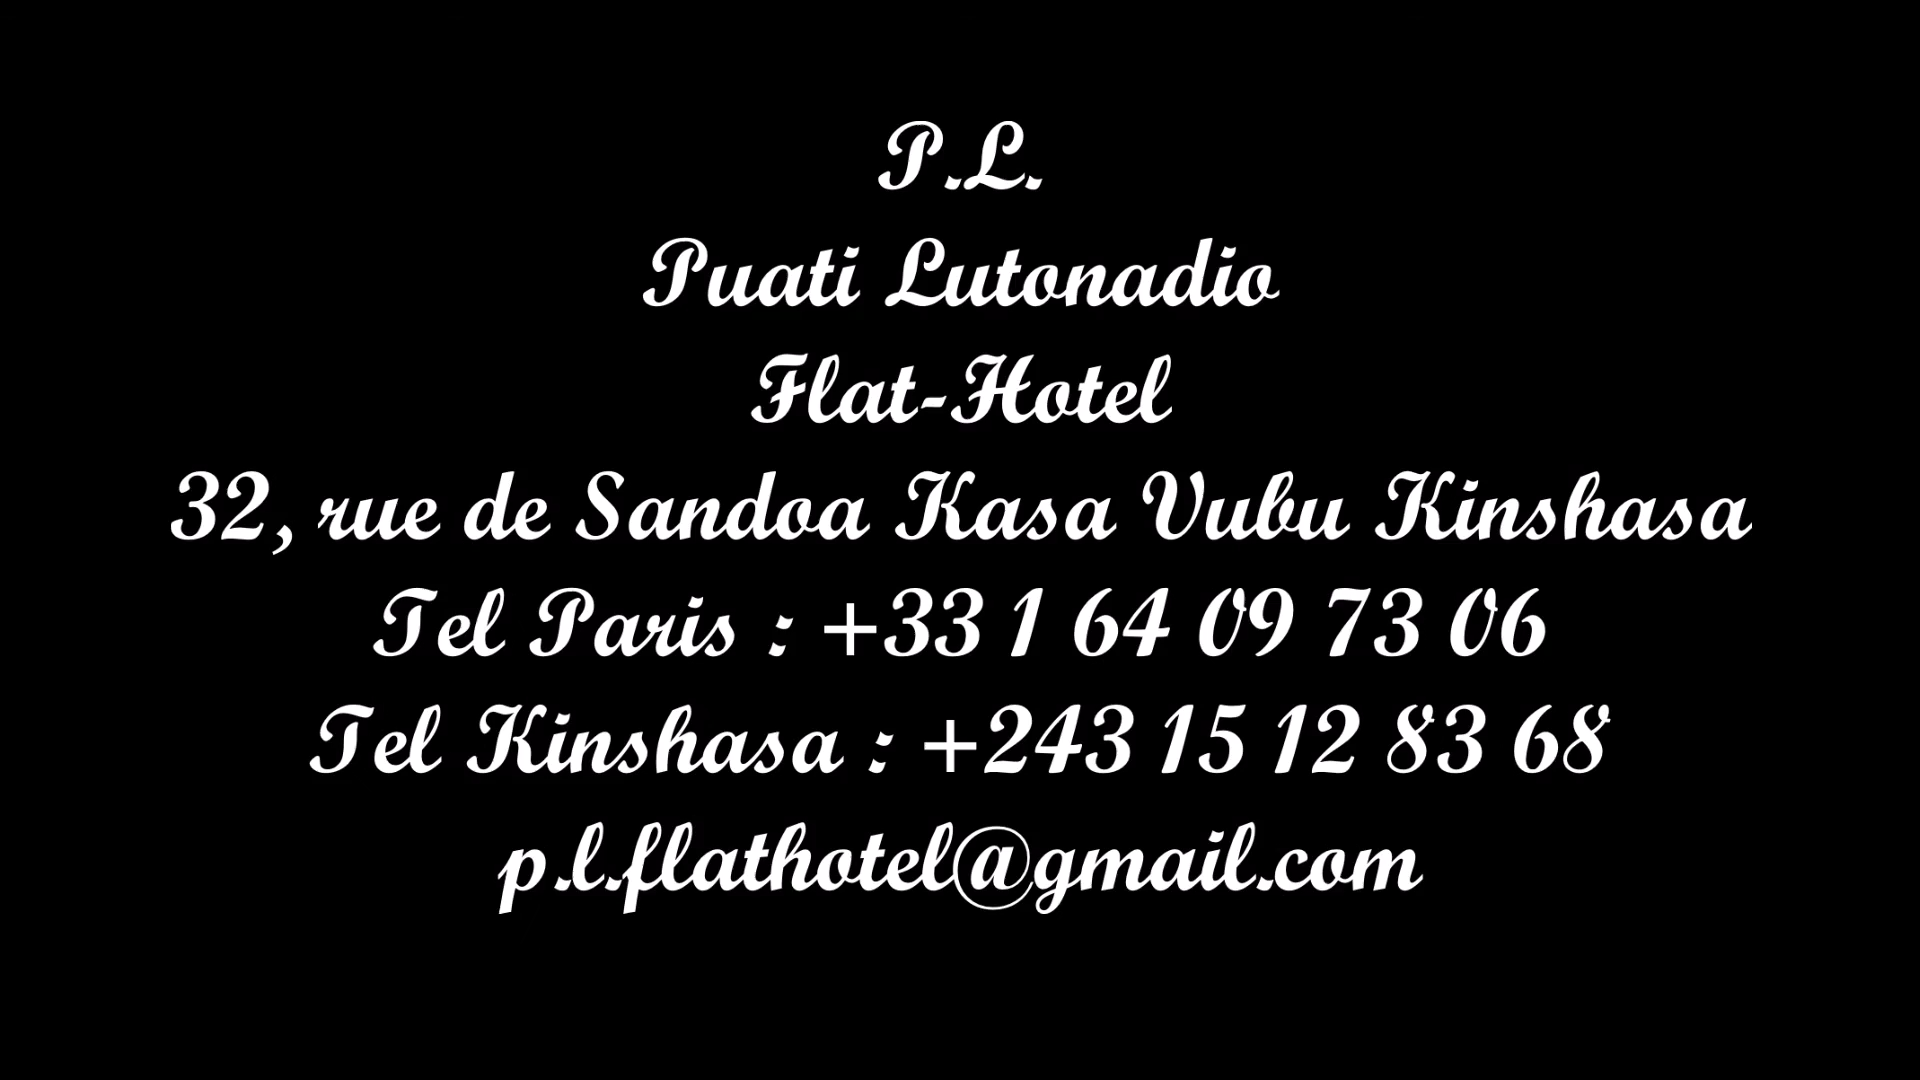 P.L.
Puati Lutonadio
Flat-Hotel
32, rue de Sandoa Kasa Vubu Kinshasa
Tel Paris : +33 1 64 09 73 06
Tel Kinshasa : +243 15 12 83 68
p.l.flathotel@gmail.com